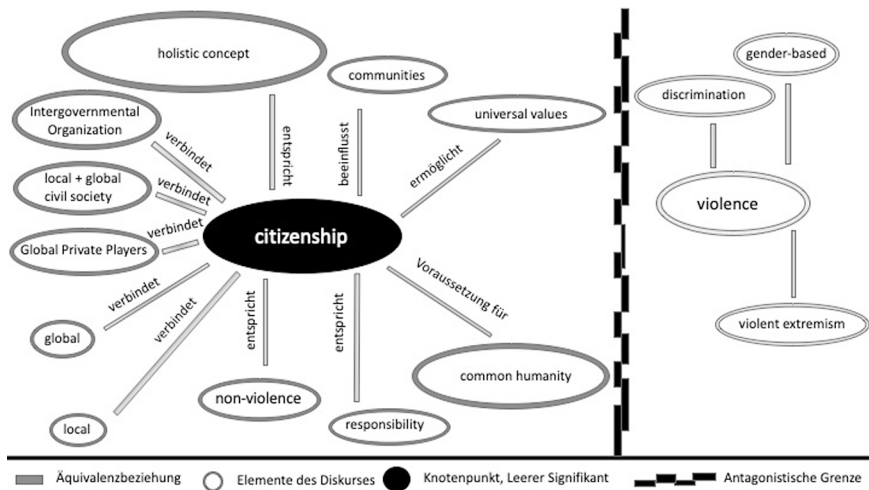 holistic concept
communities
universal values
Intergovernmental
Organization
local + global
civil society
Global Private Players
global
local
non-violence
responsibility
common humanity
citizenship
verbindet
verbindet
verbindet
verbindet
verbindet
entspricht
beeinflusst
ermöglicht
entspricht
entspricht
Voraussetzung für
gender-based
discrimination
violence
violent extremism
Äquivalenzbeziehung
Elemente des Diskurses
Knotenpunkt, Leerer Signifikant
Antagonistische Grenze